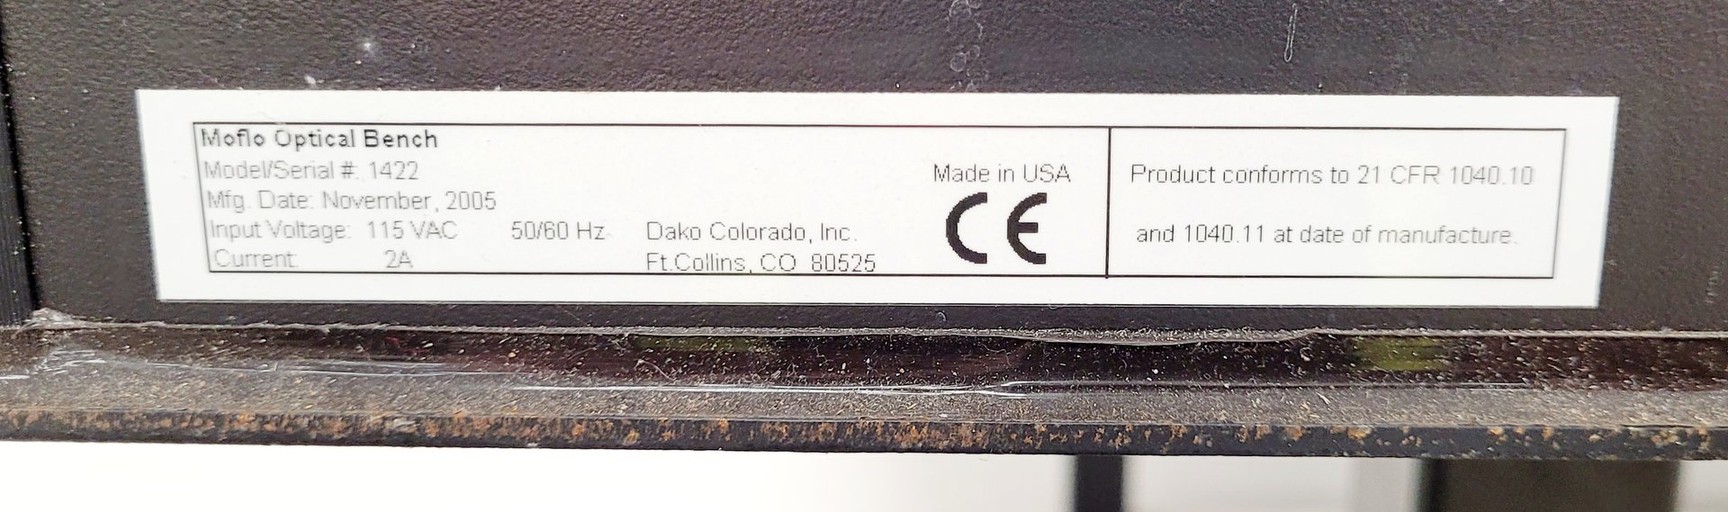 Moflo Optical Bench
Model/Serial #: 1422
Mfg. Date: November, 2005
Input Voltage: 115 VAC 50/60 Hz
Current: 2A
Dako Colorado, Inc.
Ft.Collins, CO 80525
Made in USA
CE
Product conforms to 21 CFR 1040.10
and 1040.11 at date of manufacture.